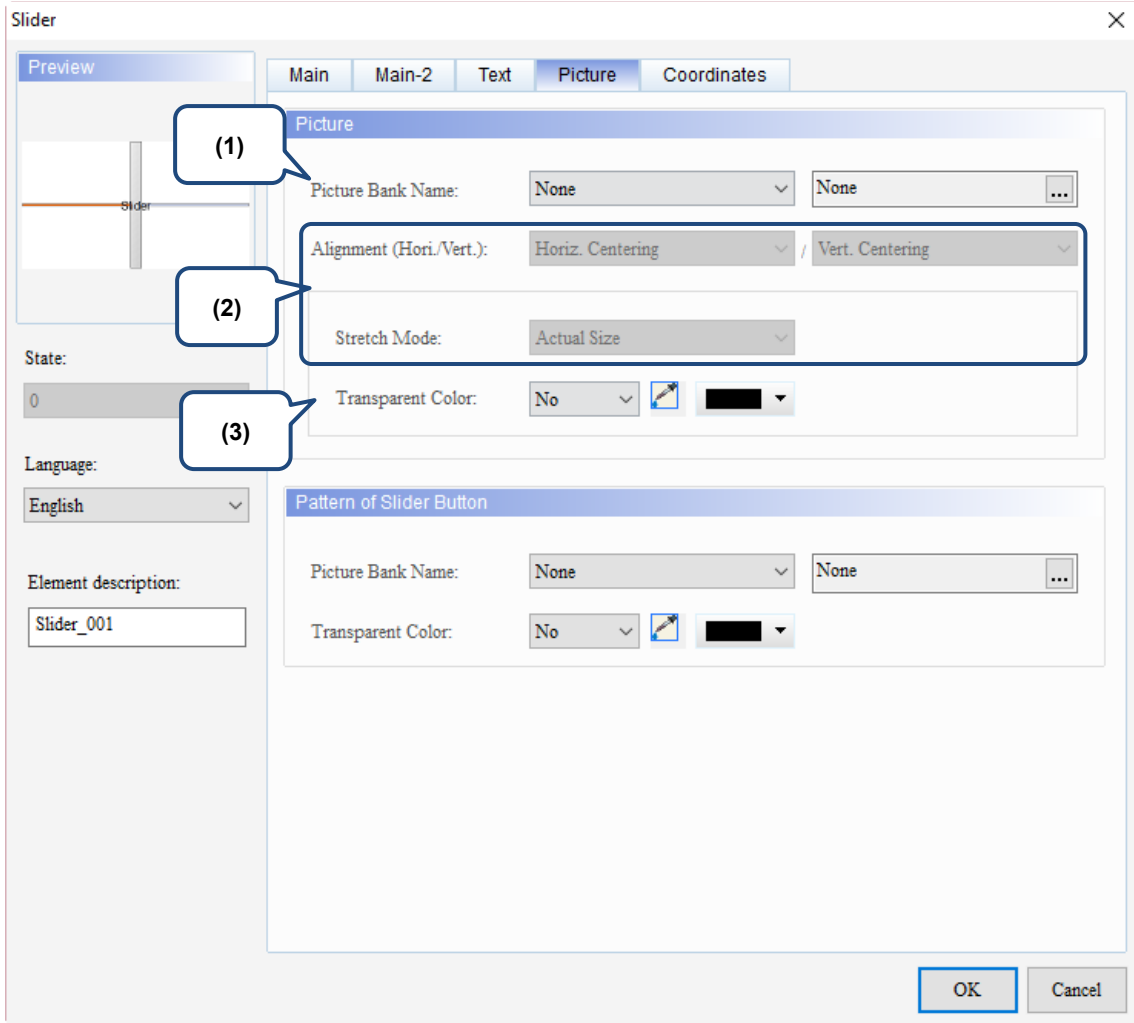 Slider
Preview
Slider
State:
0
Language:
English
Element description:
Slider_001
Main Main-2 Text Picture Coordinates
Picture
(1)
Picture Bank Name: None None ...
Alignment (Hori./Vert.): Horiz. Centering / Vert. Centering
(2)
Stretch Mode: Actual Size
Transparent Color: No
(3)
Pattern of Slider Button
Picture Bank Name: None None ...
Transparent Color: No
OK Cancel